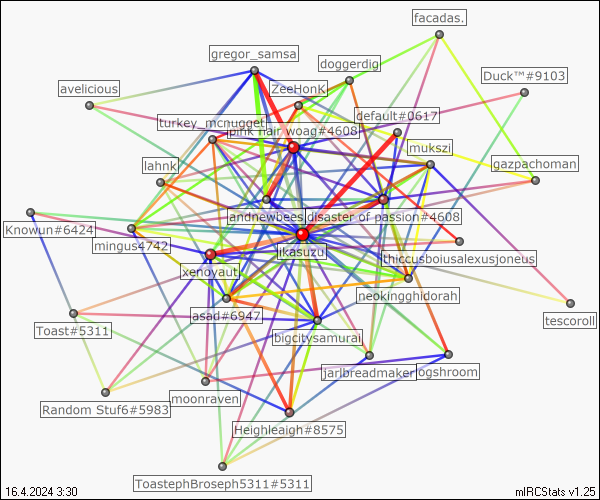 facadas.
gregor_samsa
doggerdig
Duck™#9103
avelicious
ZeeHonK
default#0617
turkey_mcnugget
pink hair woag#4608
mukszi
lahnk
gazpachoman
andnewbees
disaster of passion#4608
Knowun#6424
mingus4742
ikasuzu
thiccusboiusalexusjoneus
xerloyaut
neokingghidorah
tescoroll
asad#6947
Toast#5311
bigcitysamurai
jarlbreadmaker
ogshroom
moonraven
Random Stuf6#5983
Heighleaigh#8575
ToastephBroseph5311#5311
16.4.2024 3:30
mIRCStats v1.25